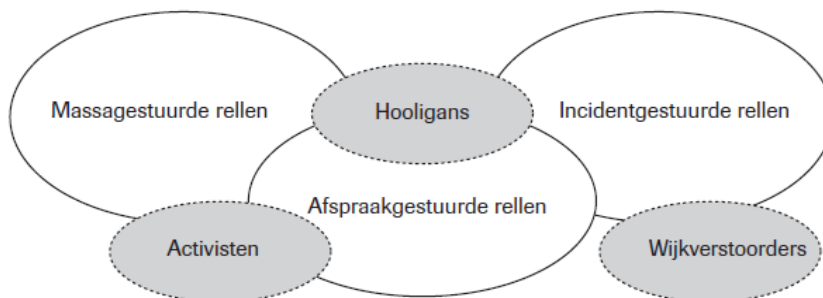 Massagestuurde rellen
Hooligans
Incidentgestuurde rellen
Afspraakgestuurde rellen
Activisten
Wijkverstoorders